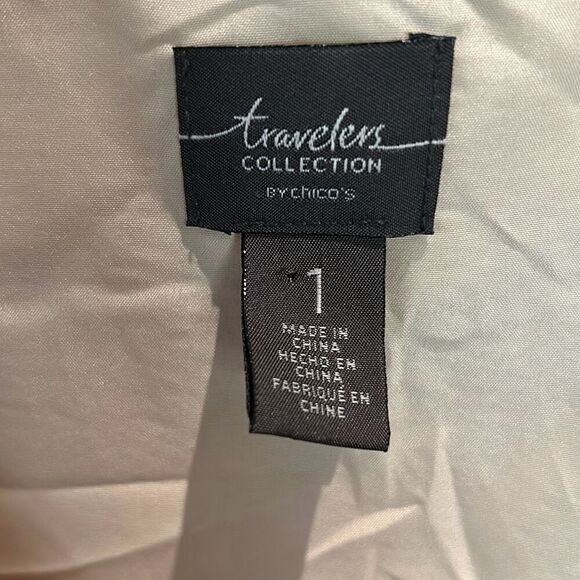 travelers
COLLECTION
BY chico's
1
MADE IN
CHINA
HECHO EN
CHINA
FABRIQUÉ EN
CHINE